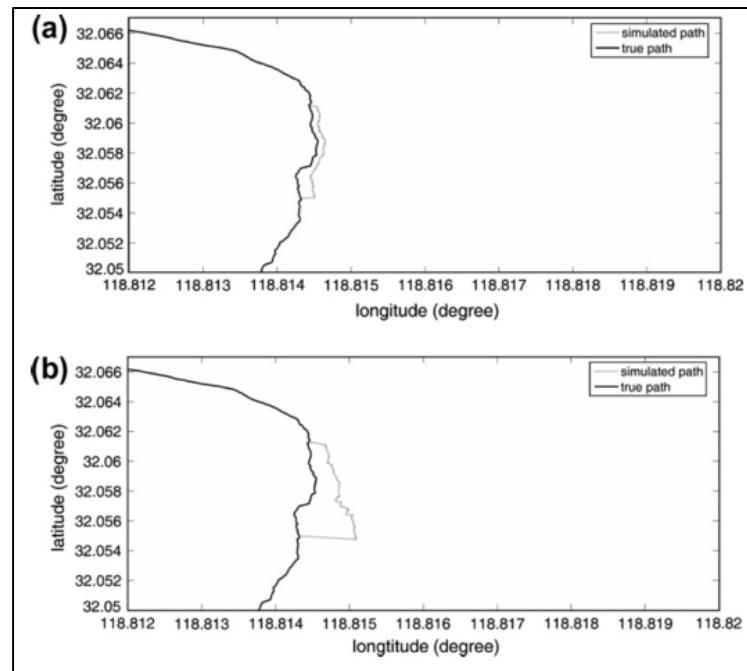 (a)
32.066
32.064
32.062
32.06
32.058
32.056
32.054
32.052
32.05
latitude (degree)
simulated path
true path
118.812 118.813 118.814 118.815 118.816 118.817 118.818 118.819 118.82
longitude (degree)
(b)
32.066
32.064
32.062
32.06
32.058
32.056
32.054
32.052
32.05
latitude (degree)
simulated path
true path
118.812 118.813 118.814 118.815 118.816 118.817 118.818 118.819 118.82
longtitude (degree)